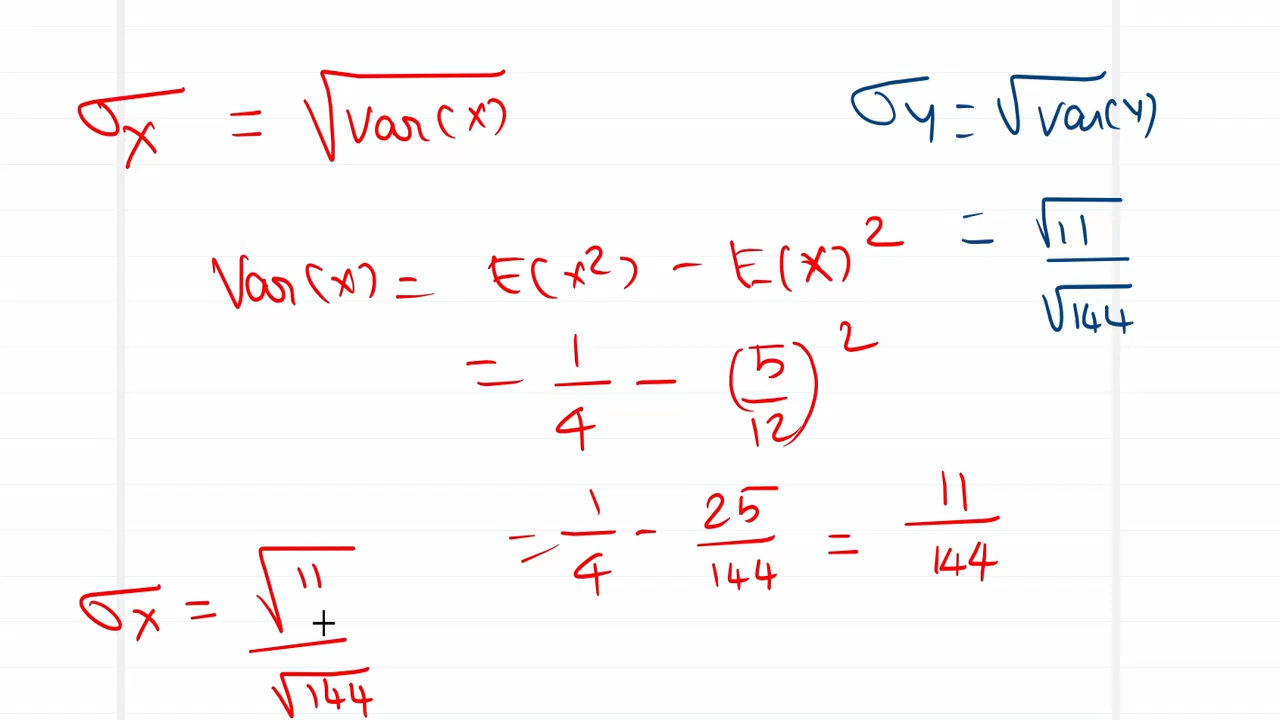 σx = √Var(x)
σy = √var(y)
= √11 / √144
Var(x) = E(x²) - E(x)²
= 1/4 - (5/12)²
= 1/4 - 25/144 = 11/144
σx = √11 / √144